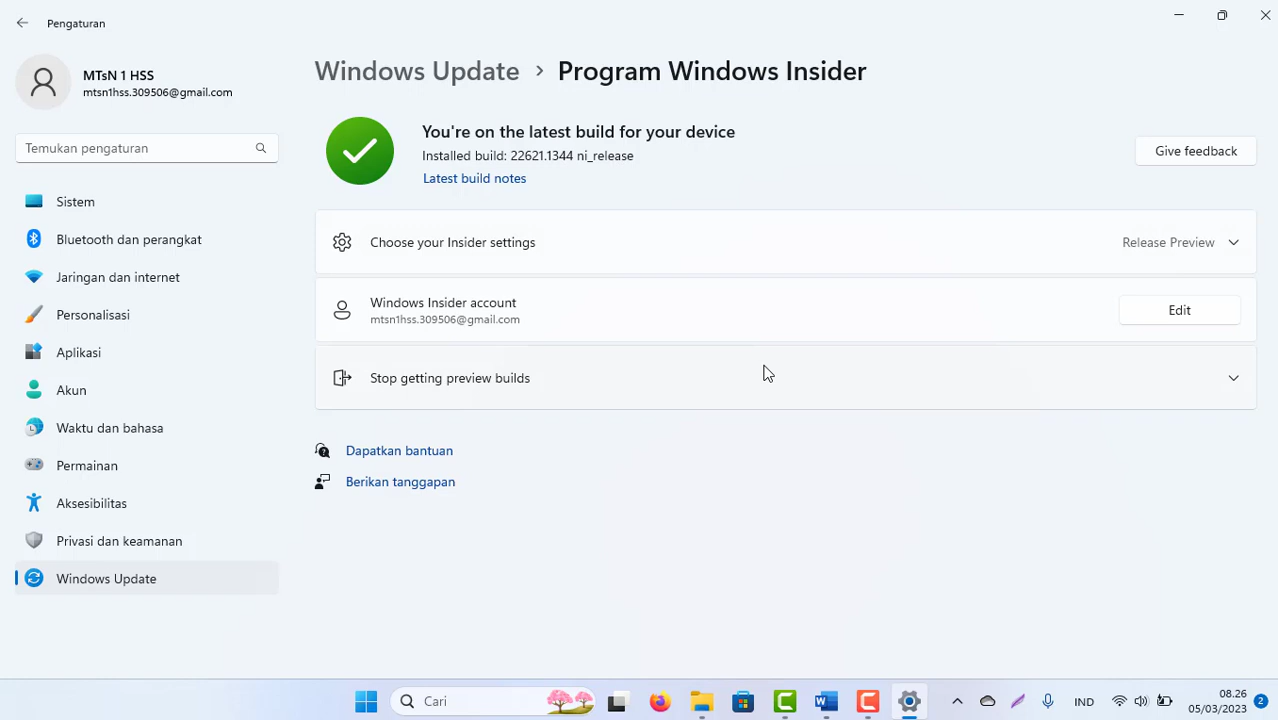 Pengaturan
MTsN 1 HSS
mtsn1hss.309506@gmail.com
Temukan pengaturan
Sistem
Bluetooth dan perangkat
Jaringan dan internet
Personalisasi
Aplikasi
Akun
Waktu dan bahasa
Permainan
Aksesibilitas
Privasi dan keamanan
Windows Update
Windows Update > Program Windows Insider
You're on the latest build for your device
Installed build: 22621.1344 ni_release
Latest build notes
Give feedback
Choose your Insider settings
Release Preview
Windows Insider account
mtsn1hss.309506@gmail.com
Edit
Stop getting preview builds
Dapatkan bantuan
Berikan tanggapan
Cari
IND
08.26
05/03/2023
2